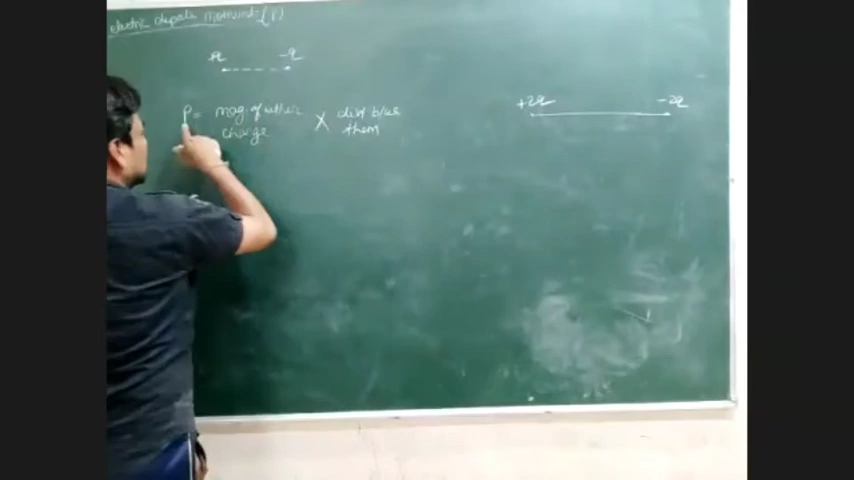 electric dipole moment-(P)
+q -q
P= mag. of either × dist b/w
charge them
+2q -2q